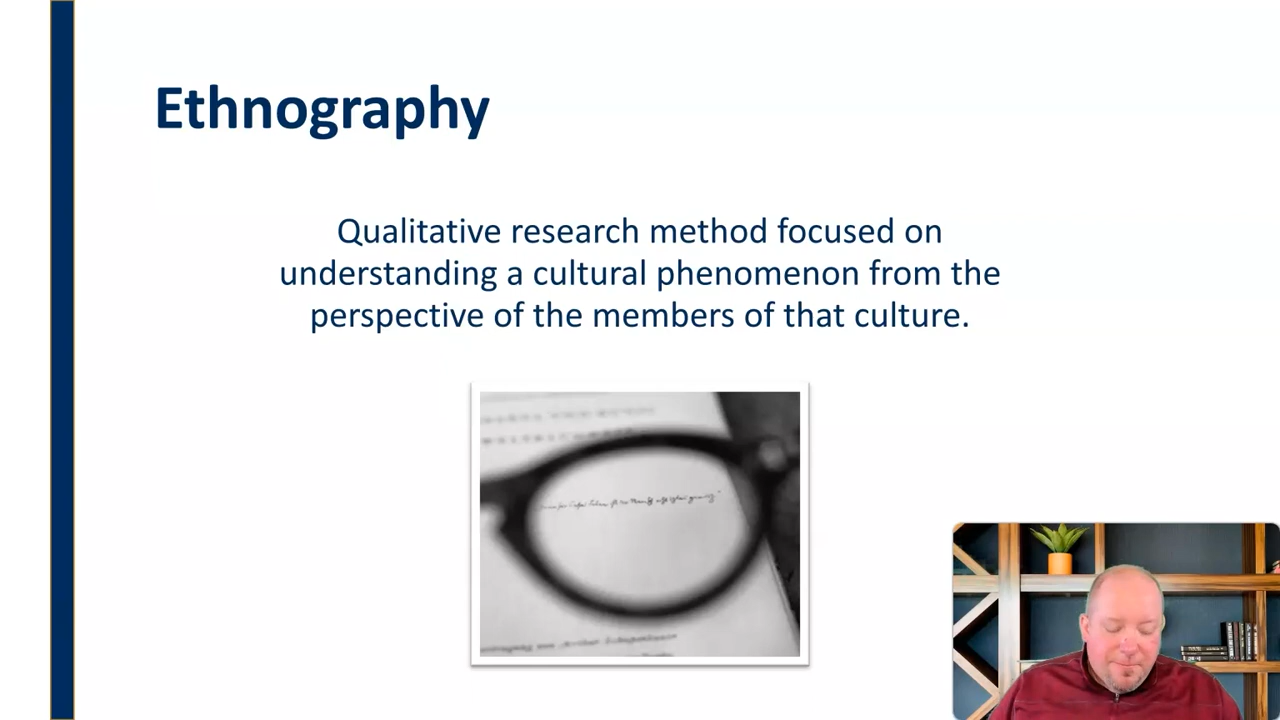 Ethnography
Qualitative research method focused on
understanding a cultural phenomenon from the
perspective of the members of that culture.